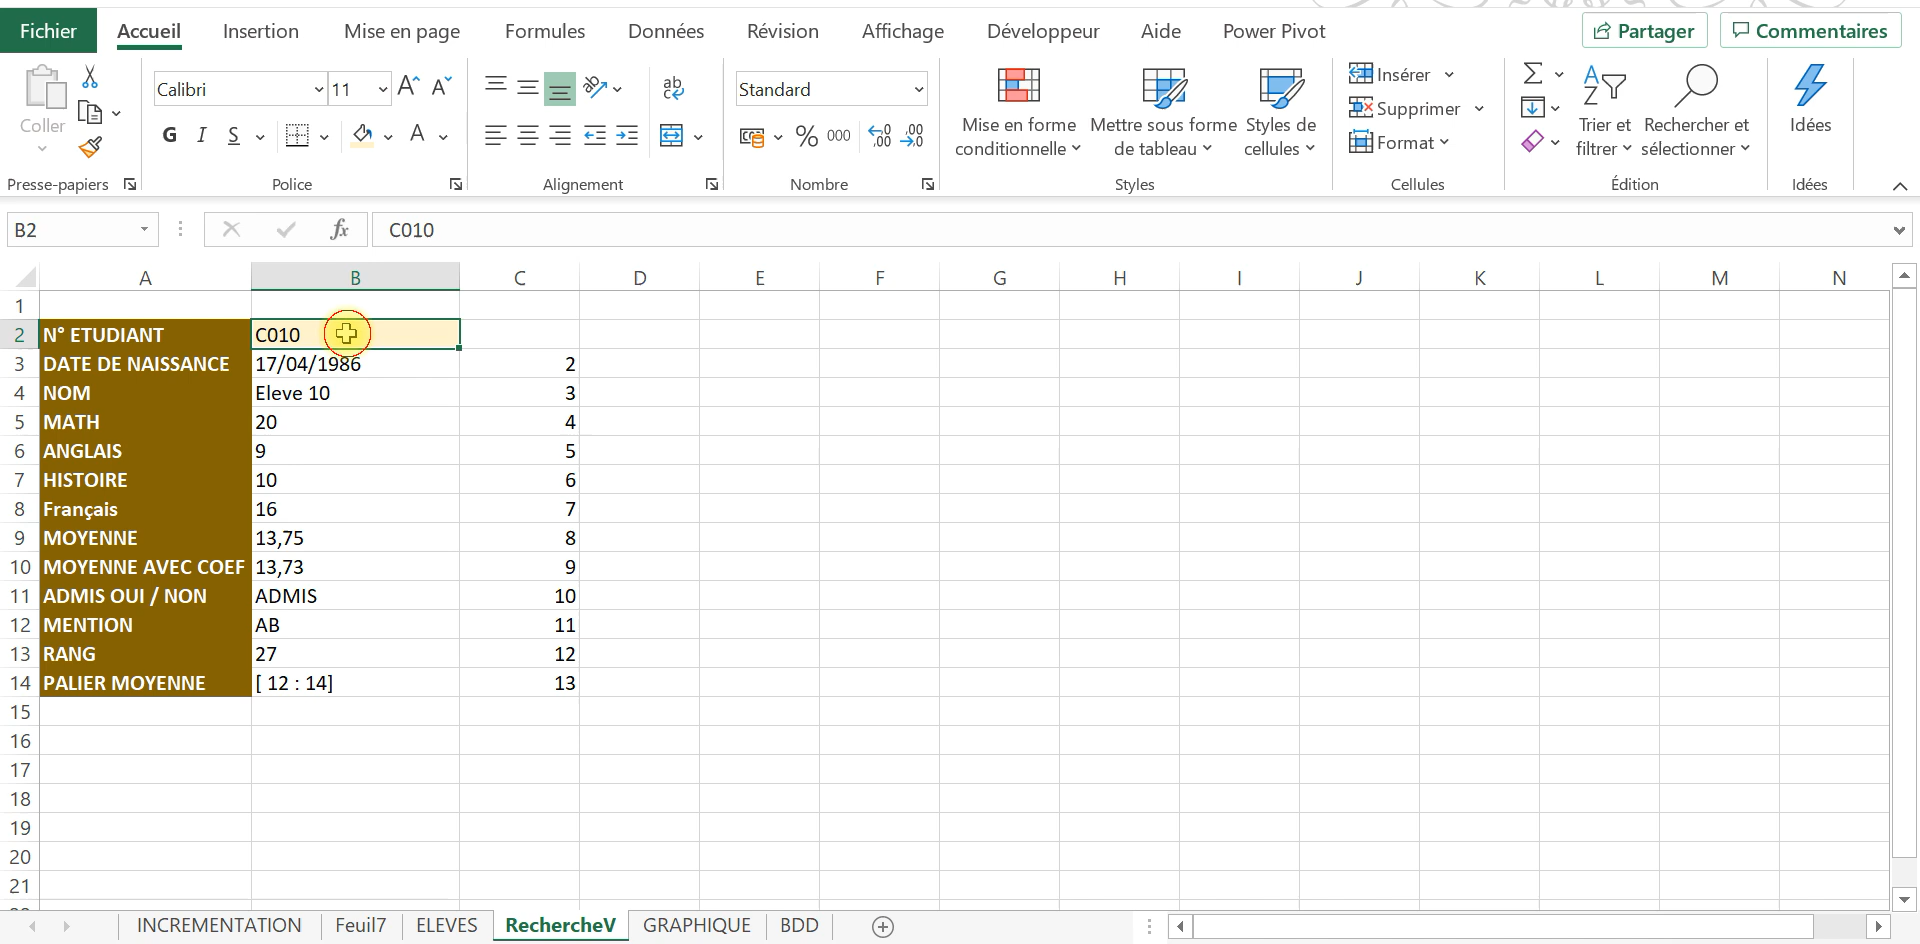 Fichier Accueil Insertion Mise en page Formules Données Révision Affichage Développeur Aide Power Pivot Partager Commentaires
Coller
Calibri 11
G I S A
ab
c
Standard
% 000
Mise en forme
conditionnelle
Mettre sous forme
de tableau
Styles de
cellules
Insérer
Supprimer
Format
Σ
A
Z
Trier et
filtrer
Rechercher et
sélectionner
Idées
Presse-papiers Police Alignement Nombre Styles Cellules Édition Idées
B2 fx C010
A B C D E F G H I J K L M N
1
2 N° ETUDIANT C010
3 DATE DE NAISSANCE 17/04/1986 2
4 NOM Eleve 10 3
5 MATH 20 4
6 ANGLAIS 9 5
7 HISTOIRE 10 6
8 Français 16 7
9 MOYENNE 13,75 8
10 MOYENNE AVEC COEF 13,73 9
11 ADMIS OUI / NON ADMIS 10
12 MENTION AB 11
13 RANG 27 12
14 PALIER MOYENNE [ 12 : 14] 13
15
16
17
18
19
20
21
INCREMENTATION Feuil7 ELEVES RechercheV GRAPHIQUE BDD